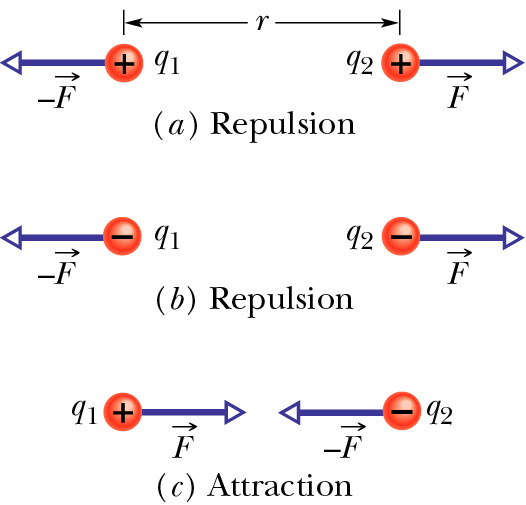 r
+ q1 q2 +
–F F
(a) Repulsion
– q1 q2 –
–F F
(b) Repulsion
q1 + – q2
F –F
(c) Attraction